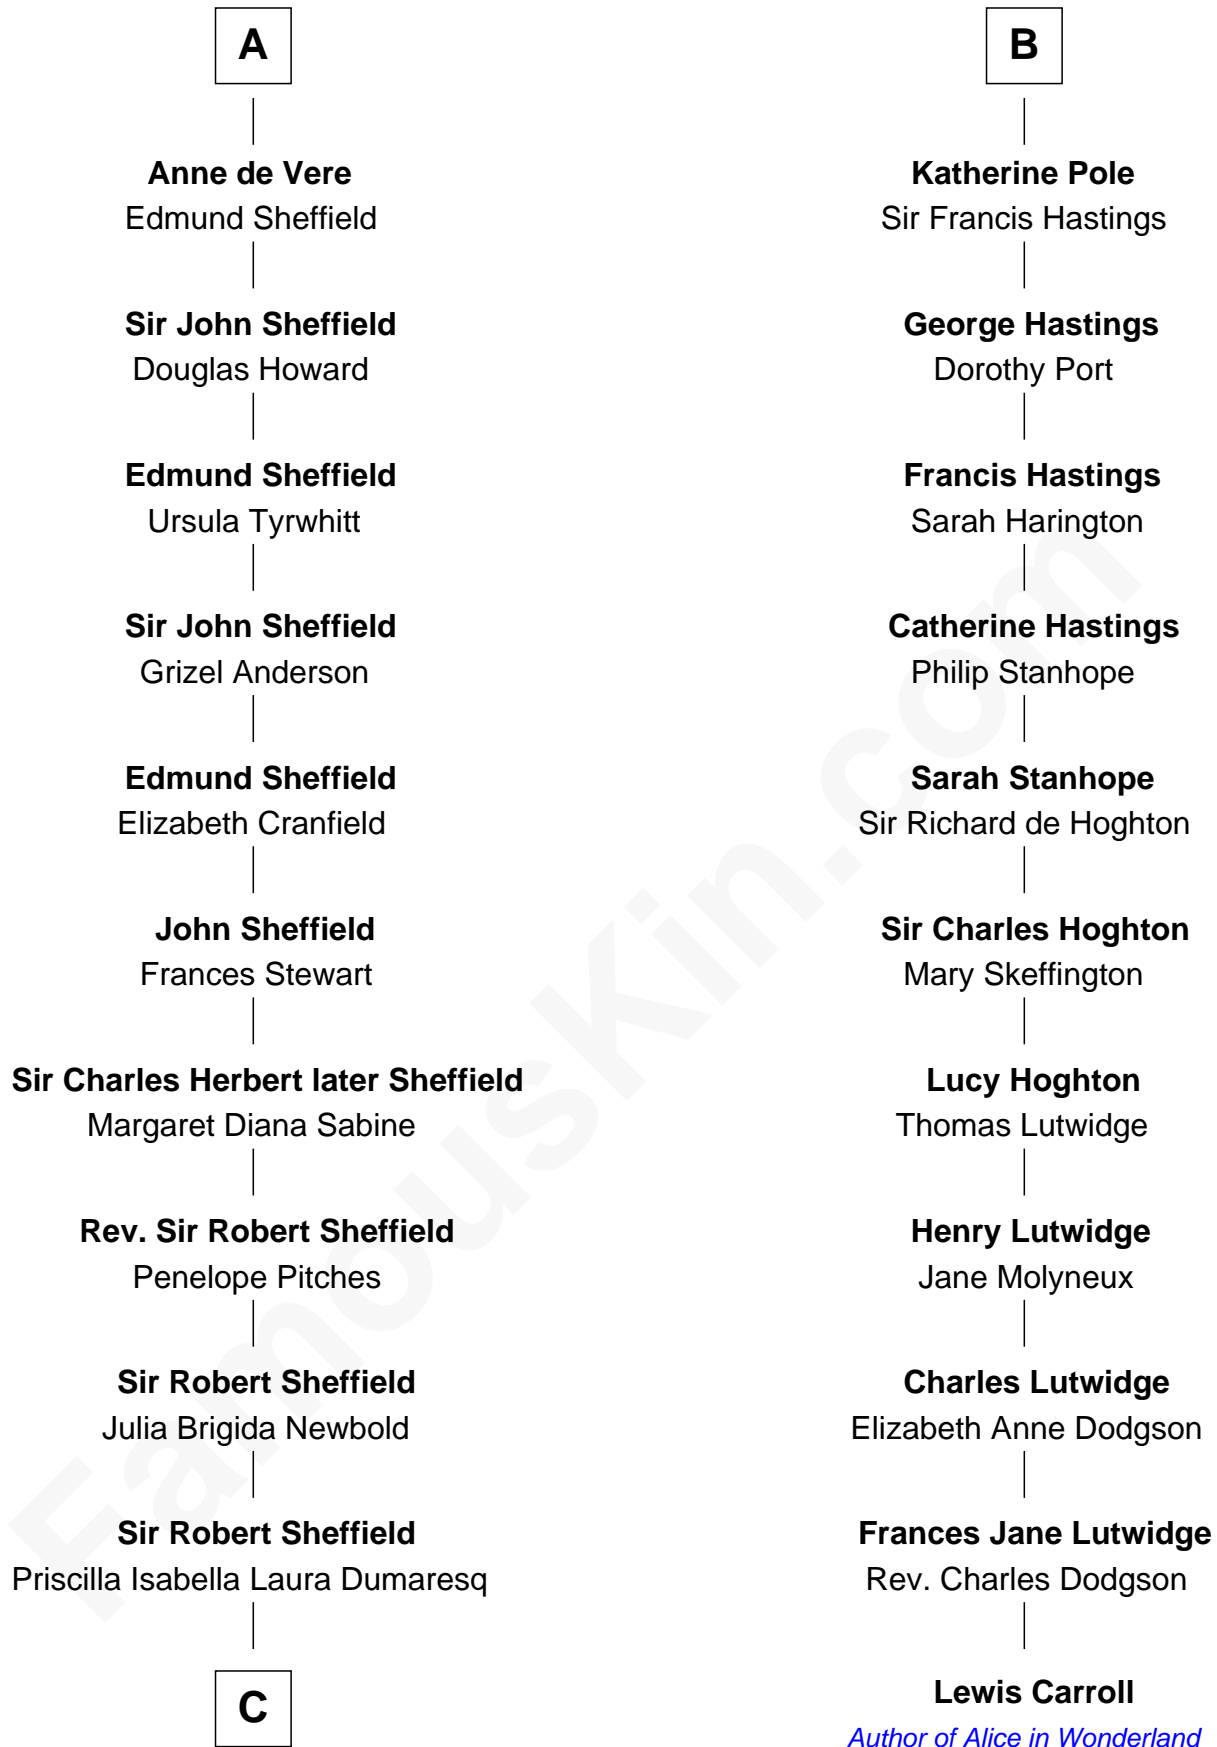 A
Anne de Vere
Edmund Sheffield
Sir John Sheffield
Douglas Howard
Edmund Sheffield
Ursula Tyrwhitt
Sir John Sheffield
Grizel Anderson
Edmund Sheffield
Elizabeth Cranfield
John Sheffield
Frances Stewart
Sir Charles Herbert later Sheffield
Margaret Diana Sabine
Rev. Sir Robert Sheffield
Penelope Pitches
Sir Robert Sheffield
Julia Brigida Newbold
Sir Robert Sheffield
Priscilla Isabella Laura Dumaresq
C
B
Katherine Pole
Sir Francis Hastings
George Hastings
Dorothy Port
Francis Hastings
Sarah Harington
Catherine Hastings
Philip Stanhope
Sarah Stanhope
Sir Richard de Hoghton
Sir Charles Hoghton
Mary Skeffington
Lucy Hoghton
Thomas Lutwidge
Henry Lutwidge
Jane Molyneux
Charles Lutwidge
Elizabeth Anne Dodgson
Frances Jane Lutwidge
Rev. Charles Dodgson
Lewis Carroll
Author of Alice in Wonderland
FamousKin.com